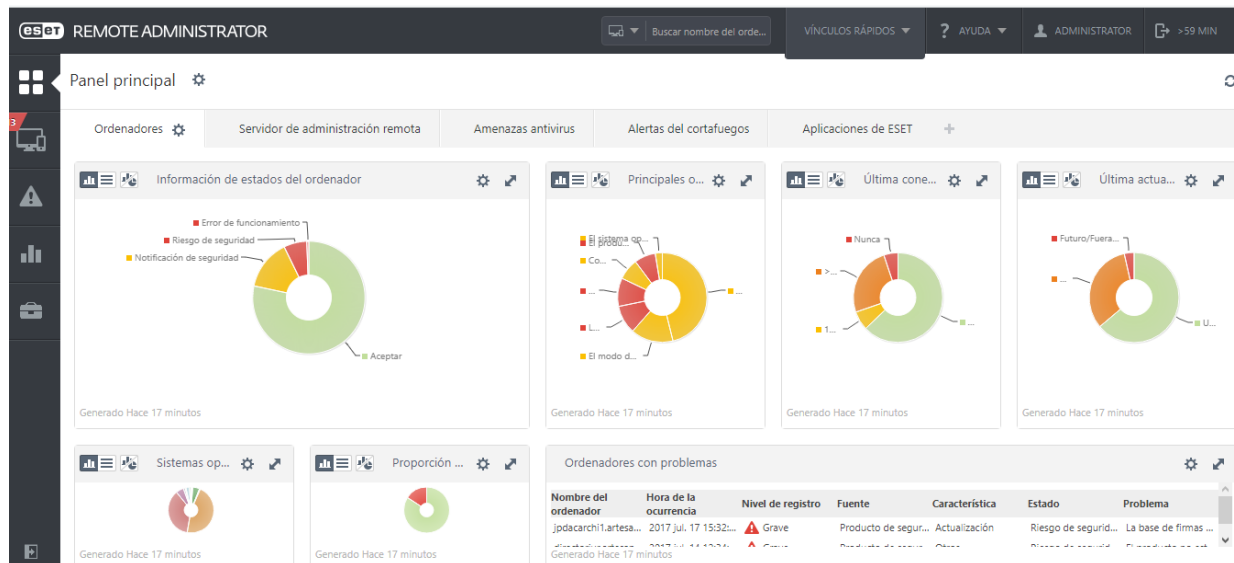 eset REMOTE ADMINISTRATOR
Buscar nombre del orde...
VÍNCULOS RÁPIDOS
? AYUDA
ADMINISTRATOR
>59 MIN
Panel principal
3
Ordenadores
Servidor de administración remota
Amenazas antivirus
Alertas del cortafuegos
Aplicaciones de ESET
+
Información de estados del ordenador
Error de funcionamiento
Riesgo de seguridad
Notificación de seguridad
Aceptar
Generado Hace 17 minutos
Principales o...
El sistema op...
El produ...
Co...
...
L...
El modo d...
...
Generado Hace 17 minutos
Última cone...
Nunca
>...
1...
...
Generado Hace 17 minutos
Última actua...
Futuro/Fuera...
...
U...
Generado Hace 17 minutos
Sistemas op...
Generado Hace 17 minutos
Proporción ...
Generado Hace 17 minutos
Ordenadores con problemas
Nombre del ordenador Hora de la ocurrencia Nivel de registro Fuente Característica Estado Problema
jpdacarchi1.artesa... 2017 jul. 17 15:32:... Grave Producto de segur... Actualización Riesgo de segurid... La base de firmas ...
Generado Hace 17 minutos